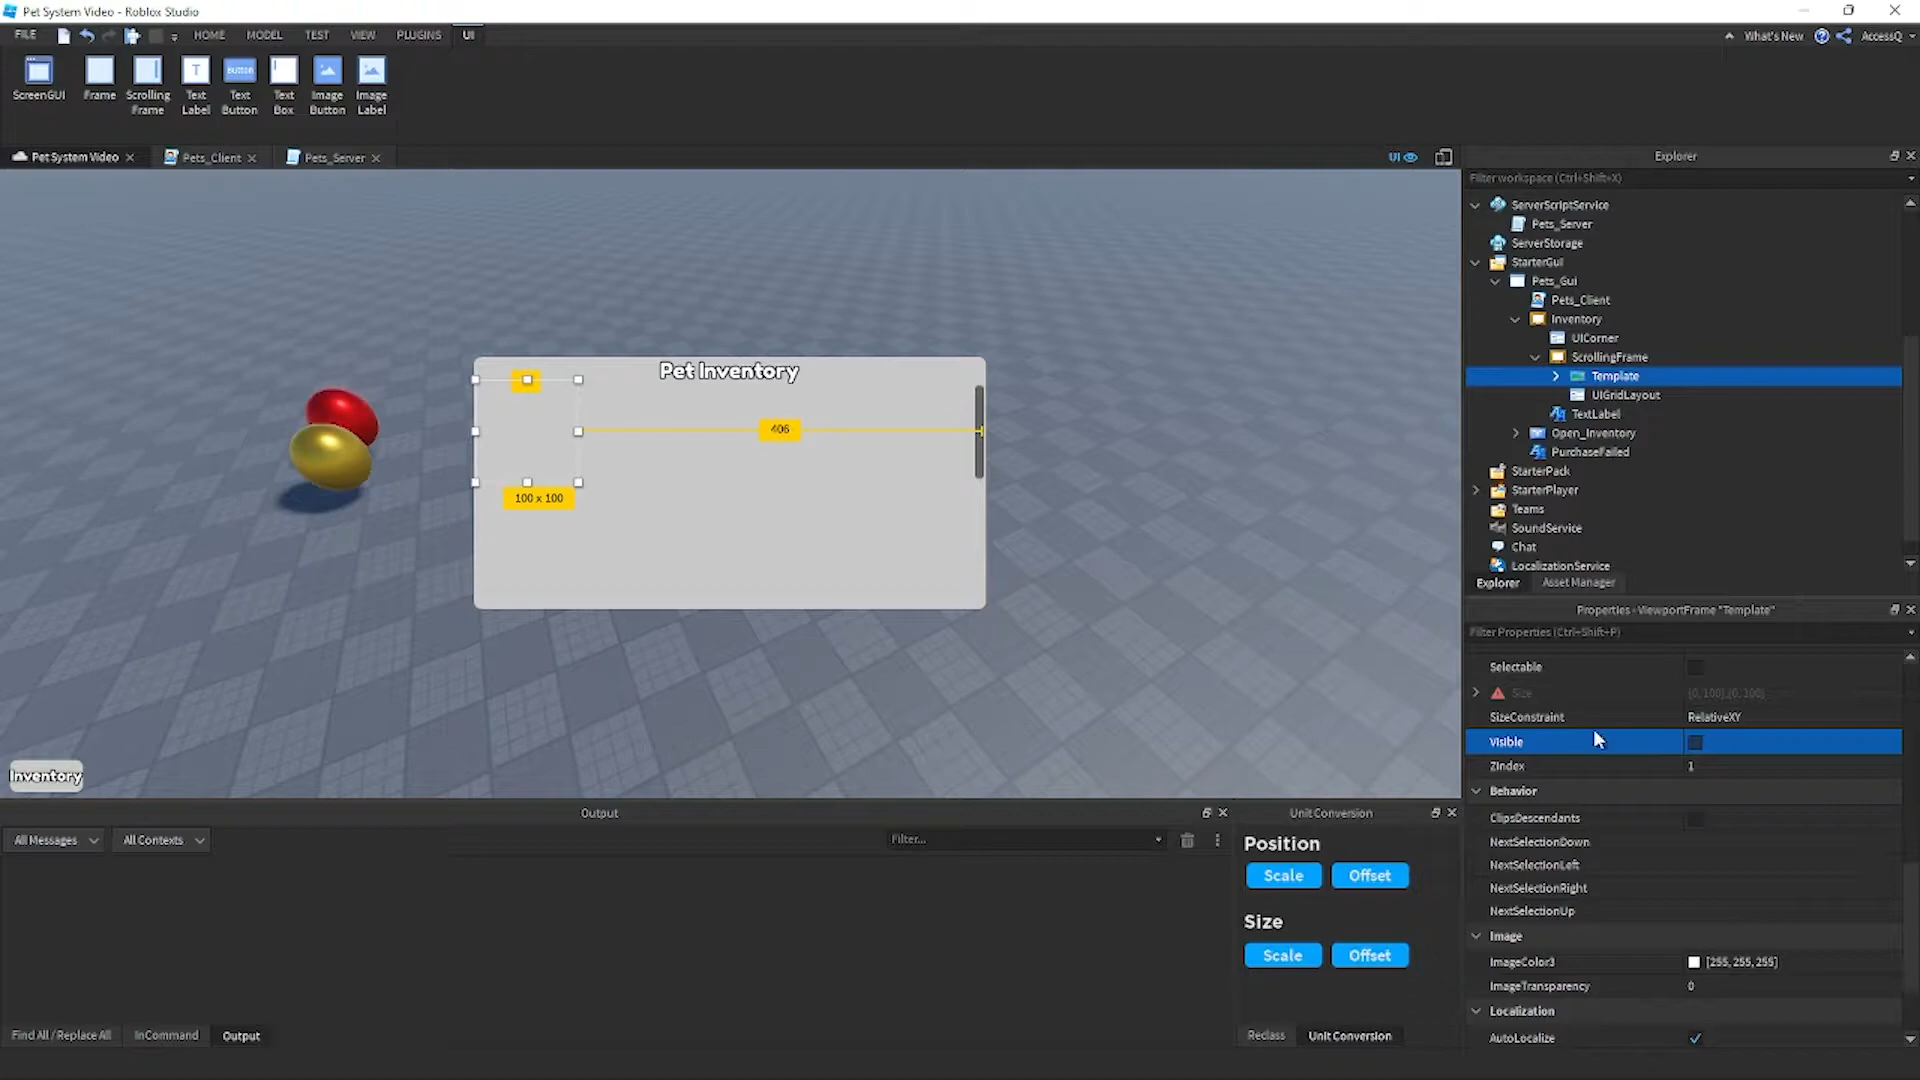 Pet System Video - Roblox Studio
FILE HOME MODEL TEST VIEW PLUGINS UI What's New AccessQ
ScreenGUI Frame Scrolling Frame Text Label Text Button Text Box Image Button Image Label
Pet System Video Pets_Client Pets_Server UI
Explorer
Filter workspace (Ctrl+Shift+X)
ServerScriptService
Pets_Server
ServerStorage
StarterGui
Pets_Gui
Pets_Client
Inventory
UICorner
ScrollingFrame
Template
UIGridLayout
TextLabel
Open_Inventory
PurchaseFailed
StarterPack
StarterPlayer
Teams
SoundService
Chat
LocalizationService
Explorer Asset Manager
Pet Inventory
406
100 x 100
Inventory
Properties - ViewportFrame "Template"
Filter Properties (Ctrl+Shift+P)
Selectable
Size {0, 100},{0, 100}
SizeConstraint RelativeXY
Visible
ZIndex 1
Behavior
ClipsDescendants
NextSelectionDown
NextSelectionLeft
NextSelectionRight
NextSelectionUp
Image
ImageColor3 [255, 255, 255]
ImageTransparency 0
Localization
AutoLocalize
Output
All Messages All Contexts Filter...
Find All / Replace All InCommand Output
Unit Conversion
Position
Scale Offset
Size
Scale Offset
Reclass Unit Conversion